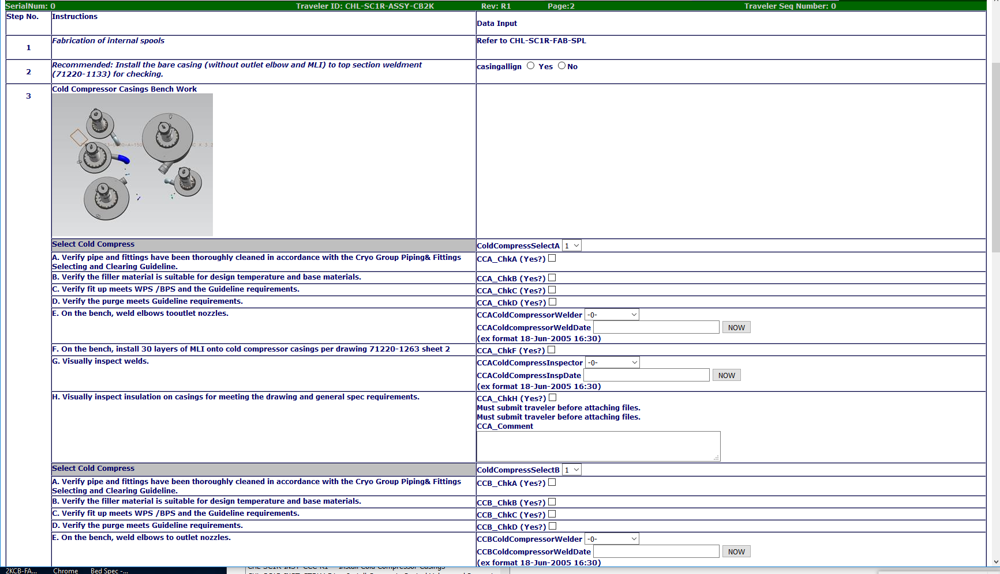 SerialNum: 0 Traveler ID: CHL-SC1R-ASSY-CB2K Rev: R1 Page:2 Traveler Seq Number: 0
Step No. Instructions Data Input
1 Fabrication of internal spools Refer to CHL-SC1R-FAB-SPL
2 Recommended: Install the bare casing (without outlet elbow and MLI) to top section weldment
(71220-1133) for checking.
casingallign Yes No
3 Cold Compressor Casings Bench Work
Select Cold Compress ColdCompressSelectA 1
A. Verify pipe and fittings have been thoroughly cleaned in accordance with the Cryo Group Piping& Fittings
Selecting and Clearing Guideline.
CCA_ChkA (Yes?)
B. Verify the filler material is suitable for design temperature and base materials. CCA_ChkB (Yes?)
C. Verify fit up meets WPS /BPS and the Guideline requirements. CCA_ChkC (Yes?)
D. Verify the purge meets Guideline requirements. CCA_ChkD (Yes?)
E. On the bench, weld elbows tooutlet nozzles. CCAColdCompressorWelder -0-
CCAColdcompressorWeldDate NOW
(ex format 18-Jun-2005 16:30)
F. On the bench, install 30 layers of MLI onto cold compressor casings per drawing 71220-1263 sheet 2 CCA_ChkF (Yes?)
G. Visually inspect welds. CCAColdCompressInspector -0-
CCAColdCompressInspDate NOW
(ex format 18-Jun-2005 16:30)
H. Visually inspect insulation on casings for meeting the drawing and general spec requirements. CCA_ChkH (Yes?)
Must submit traveler before attaching files.
Must submit traveler before attaching files.
CCA_Comment
Select Cold Compress ColdCompressSelectB 1
A. Verify pipe and fittings have been thoroughly cleaned in accordance with the Cryo Group Piping& Fittings
Selecting and Clearing Guideline.
CCB_ChkA (Yes?)
B. Verify the filler material is suitable for design temperature and base materials. CCB_ChkB (Yes?)
C. Verify fit up meets WPS /BPS and the Guideline requirements. CCB_ChkC (Yes?)
D. Verify the purge meets Guideline requirements. CCB_ChkD (Yes?)
E. On the bench, weld elbows to outlet nozzles. CCBColdCompressorWelder -0-
CCBColdcompressorWeldDate NOW
(ex format 18-Jun-2005 16:30)
2KCB-FA... Chrome Bed Spec -...
Install Cold Compressor Casings